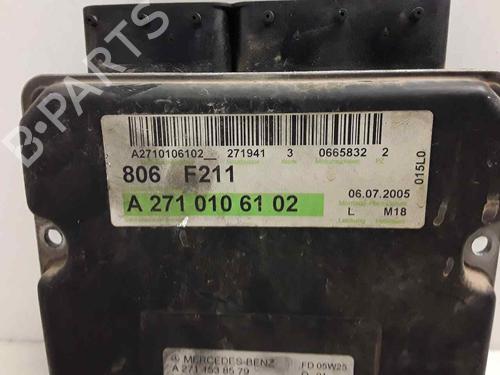 B-PARTS
A2710106102__ 271941 3 0665832 2
806 F211
A 271 010 61 02
06.07.2005
L M18
015L0
MERCEDES-BENZ FD 05W25
A 271 153 85 79